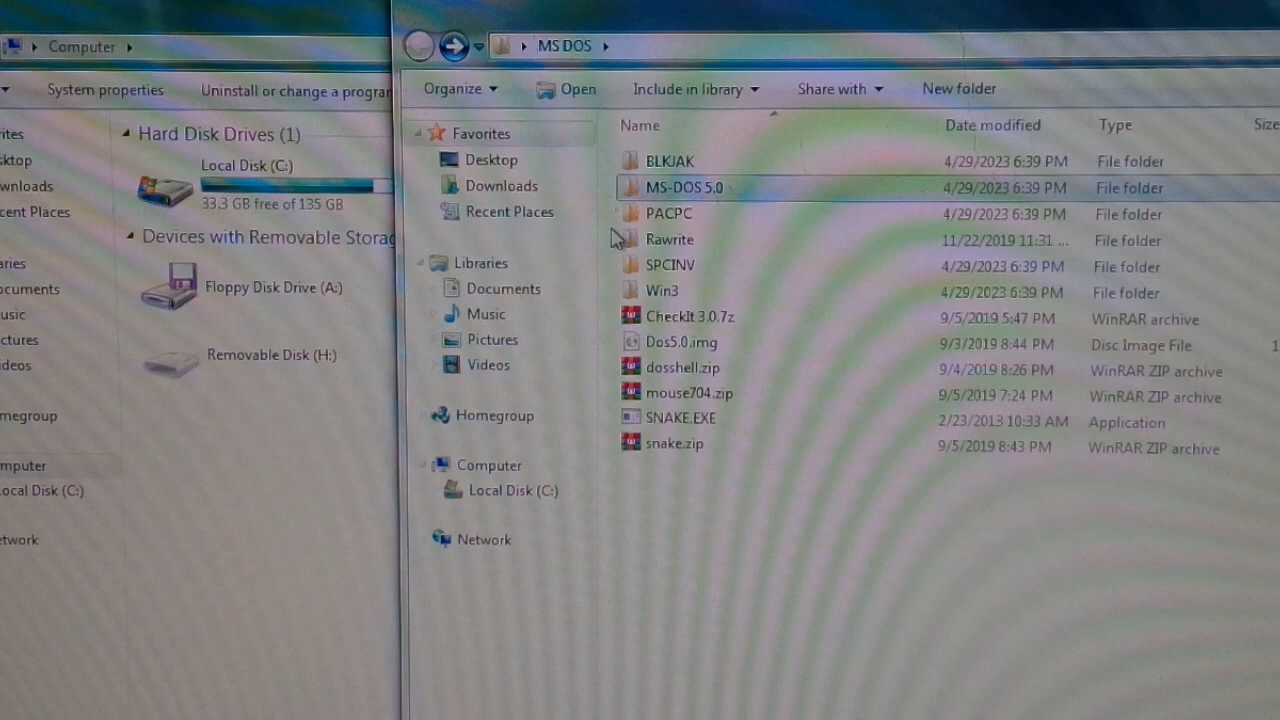 Computer
System properties
Uninstall or change a prograr
ites
sktop
wnloads
cent Places
aries
ocuments
usic
ctures
ideos
megroup
mputer
ocal Disk (C:)
etwork
Hard Disk Drives (1)
Local Disk (C:)
33.3 GB free of 135 GB
Devices with Removable Storag
Floppy Disk Drive (A:)
Removable Disk (H:)
MS DOS
Organize Open Include in library Share with New folder
Favorites
Desktop
Downloads
Recent Places
Libraries
Documents
Music
Pictures
Videos
Homegroup
Computer
Local Disk (C:)
Network
Name Date modified Type Size
BLKJAK 4/29/2023 6:39 PM File folder
MS-DOS 5.0 4/29/2023 6:39 PM File folder
PACPC 4/29/2023 6:39 PM File folder
Rawrite 11/22/2019 11:31 ... File folder
SPCINV 4/29/2023 6:39 PM File folder
Win3 4/29/2023 6:39 PM File folder
CheckIt 3.0.7z 9/5/2019 5:47 PM WinRAR archive
Dos5.0.img 9/3/2019 8:44 PM Disc Image File 1
dosshell.zip 9/4/2019 8:26 PM WinRAR ZIP archive
mouse704.zip 9/5/2019 7:24 PM WinRAR ZIP archive
SNAKE.EXE 2/23/2013 10:33 AM Application
snake.zip 9/5/2019 8:43 PM WinRAR ZIP archive